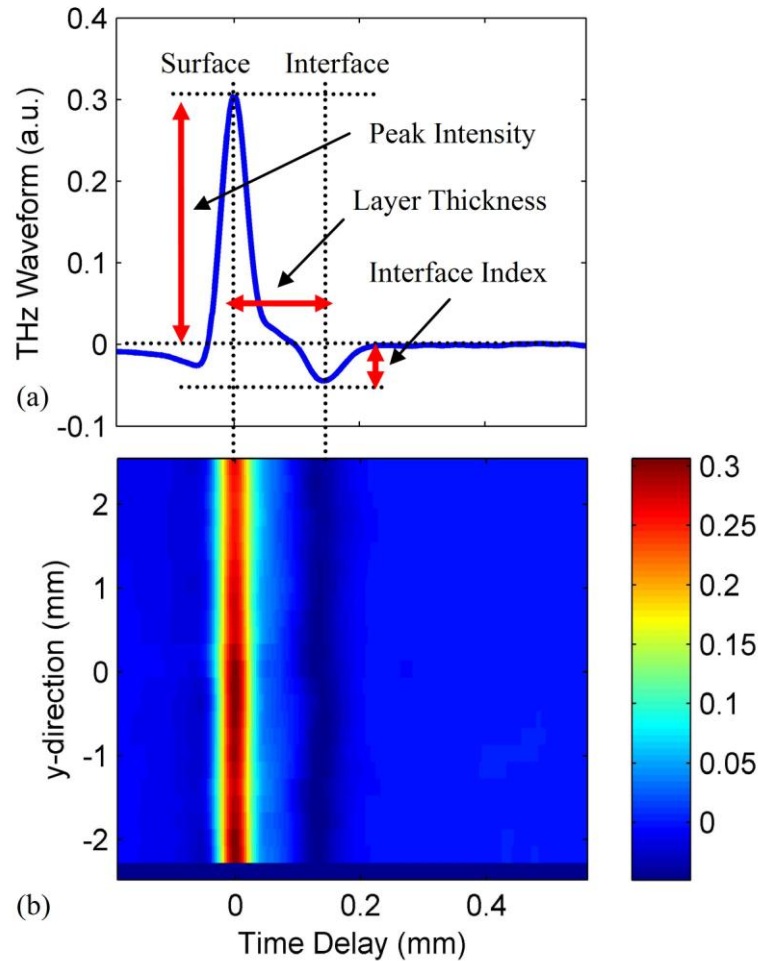 0.4
Surface Interface
0.3
Peak Intensity
0.2
Layer Thickness
0.1
Interface Index
0
-0.1
THz Waveform (a.u.)
(a)
2
1
0
-1
-2
y-direction (mm)
0.3
0.25
0.2
0.15
0.1
0.05
0
(b)
0 0.2 0.4
Time Delay (mm)